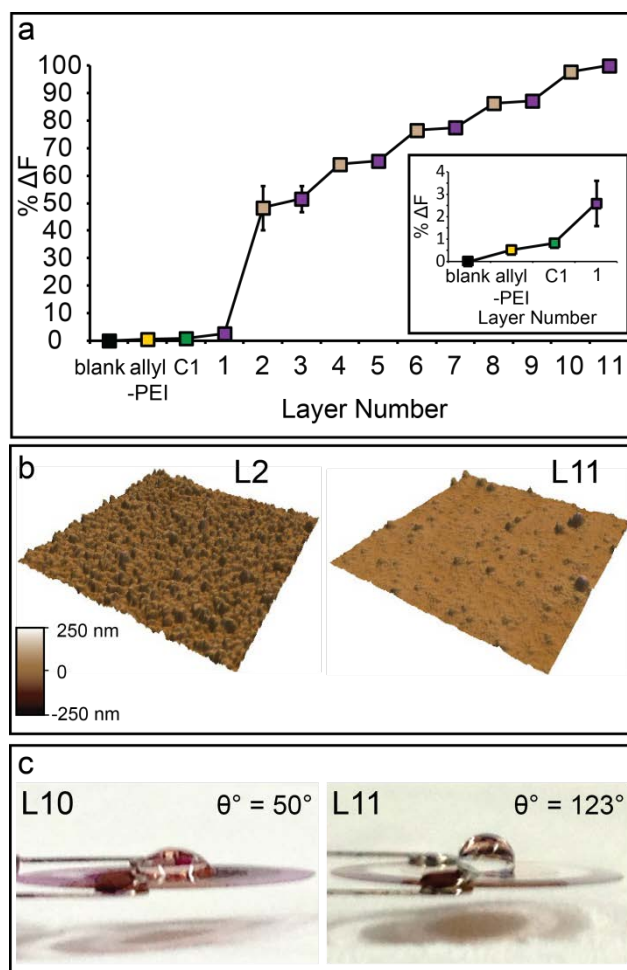 a
100
90
80
70
60
50
40
30
20
10
0
% ΔF
blank allyl -PEI C1 1 2 3 4 5 6 7 8 9 10 11
Layer Number
4
3
2
1
0
% ΔF
blank allyl -PEI C1 1
Layer Number
b
L2
L11
250 nm
0
-250 nm
c
L10
θ° = 50°
L11
θ° = 123°